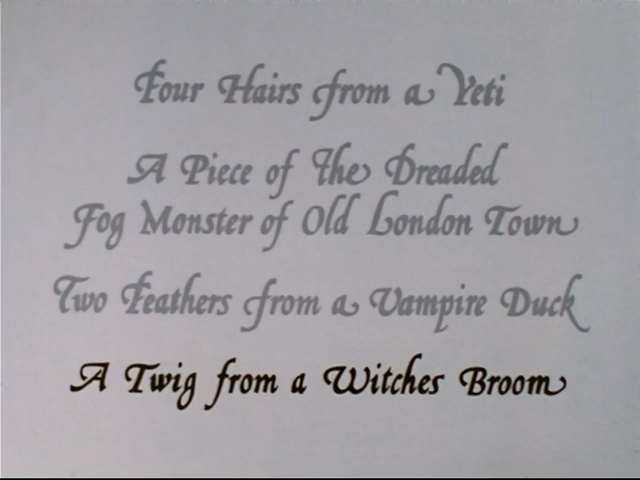 Four Hairs from a Yeti
A Piece of the Dreaded
Fog Monster of Old London Town
Two Feathers from a Vampire Duck
A Twig from a Witches Broom